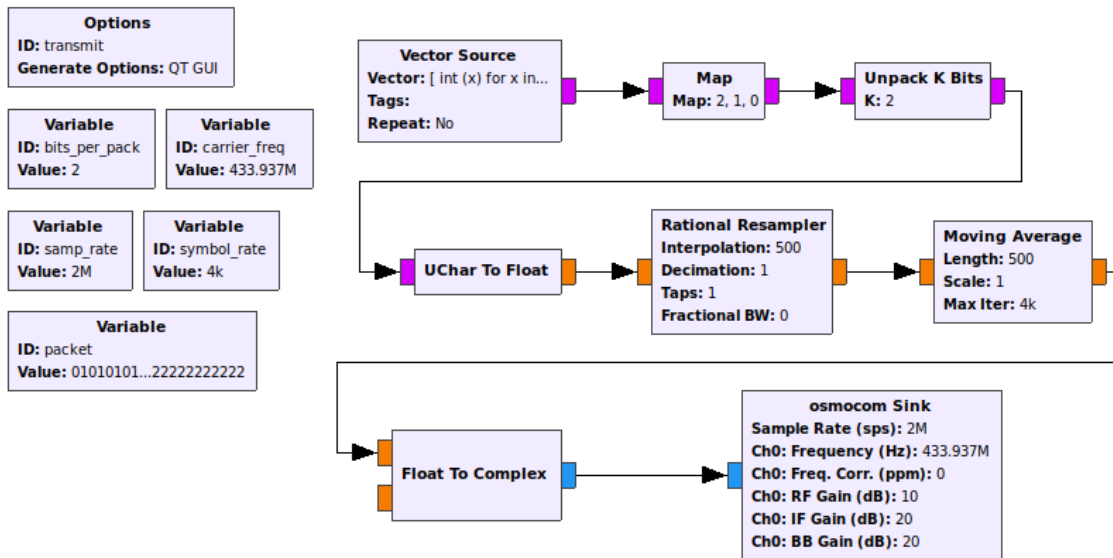 Options
ID: transmit
Generate Options: QT GUI
Variable
ID: bits_per_pack
Value: 2
Variable
ID: carrier_freq
Value: 433.937M
Variable
ID: samp_rate
Value: 2M
Variable
ID: symbol_rate
Value: 4k
Variable
ID: packet
Value: 01010101...22222222222
Vector Source
Vector: [ int (x) for x in...
Tags:
Repeat: No
Map
Map: 2, 1, 0
Unpack K Bits
K: 2
UChar To Float
Rational Resampler
Interpolation: 500
Decimation: 1
Taps: 1
Fractional BW: 0
Moving Average
Length: 500
Scale: 1
Max Iter: 4k
Float To Complex
osmocom Sink
Sample Rate (sps): 2M
Ch0: Frequency (Hz): 433.937M
Ch0: Freq. Corr. (ppm): 0
Ch0: RF Gain (dB): 10
Ch0: IF Gain (dB): 20
Ch0: BB Gain (dB): 20